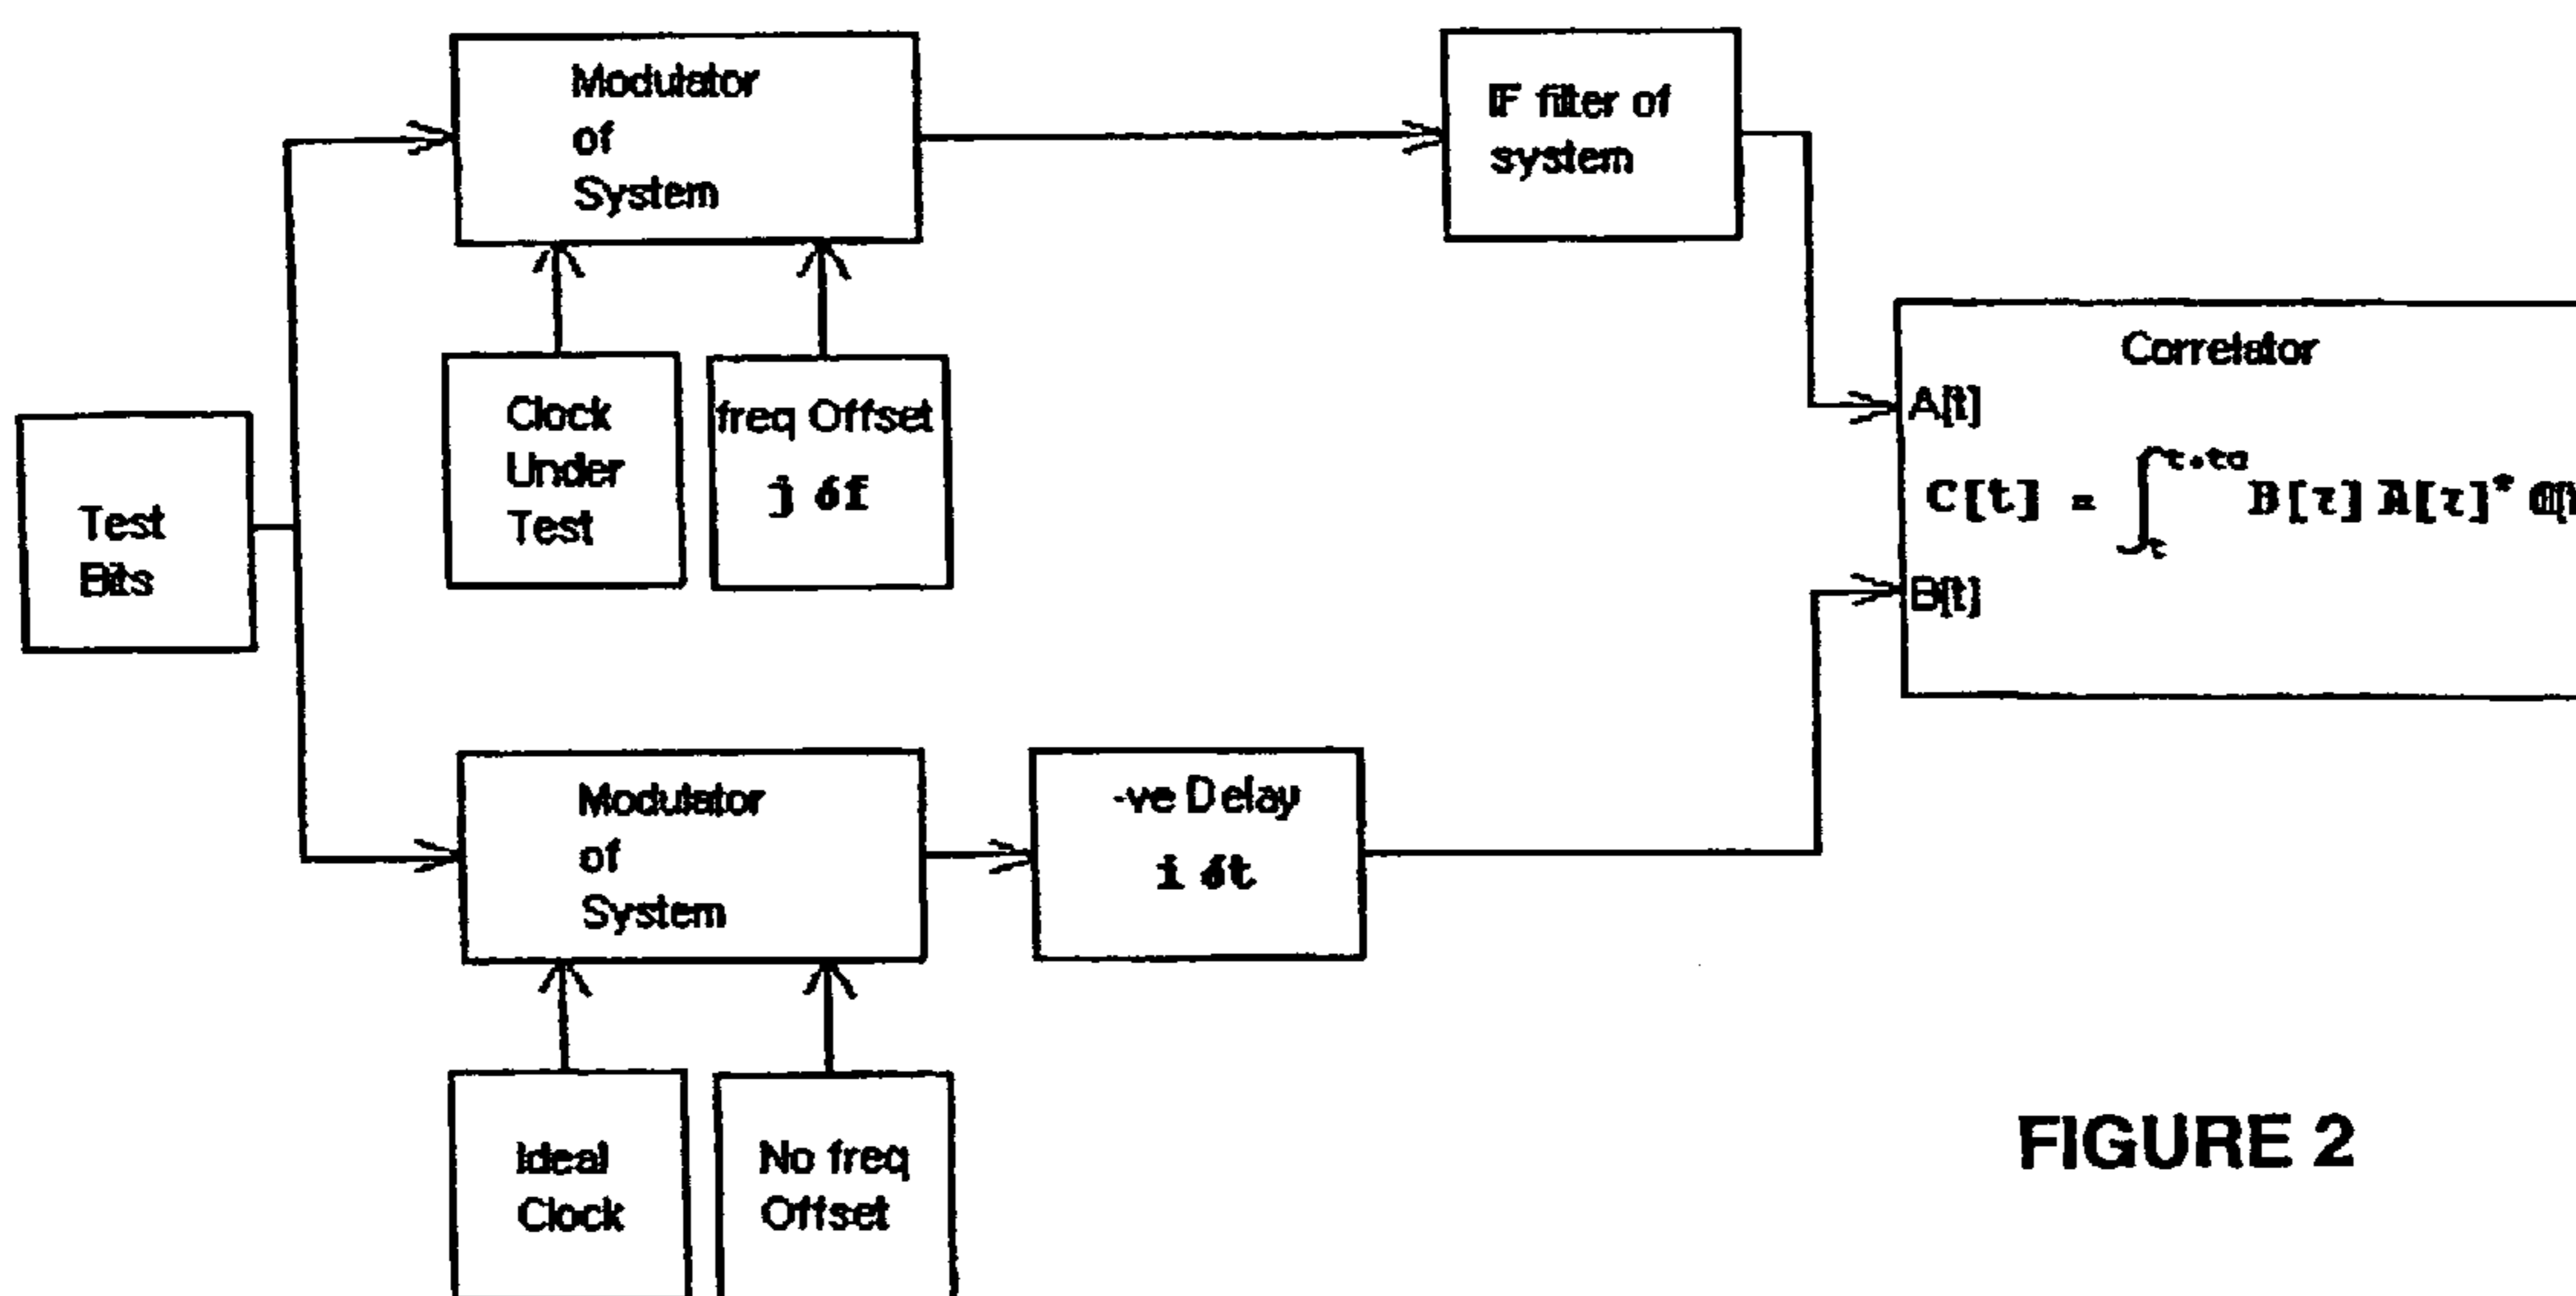 Modulator
of
System
IF filter of
system
Clock
Under
Test
freq Offset
j δf
Test
Bits
Correlator
A[t]
C[t] = ∫ B[τ] A[τ]*
t
B[t]
Modulator
of
System
-ve Delay
i δt
Ideal
Clock
No freq
Offset
FIGURE 2